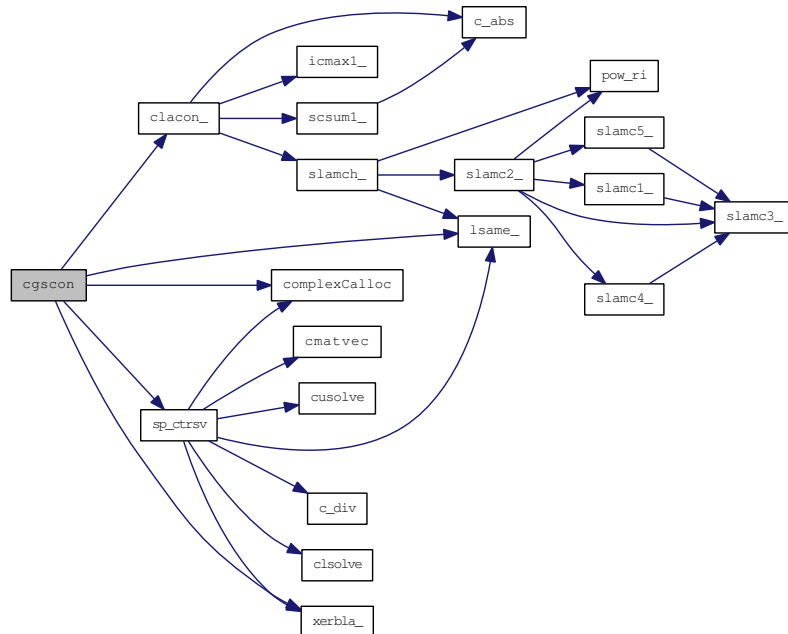 c_abs
icmax1_
pow_ri
clacon_
scsum1_
slamc5_
slamch_
slamc2_
slamc1_
slamc3_
lsame_
cgscon
complexCalloc
slamc4_
cmatvec
cusolve
sp_ctrsv
c_div
clsolve
xerbla_